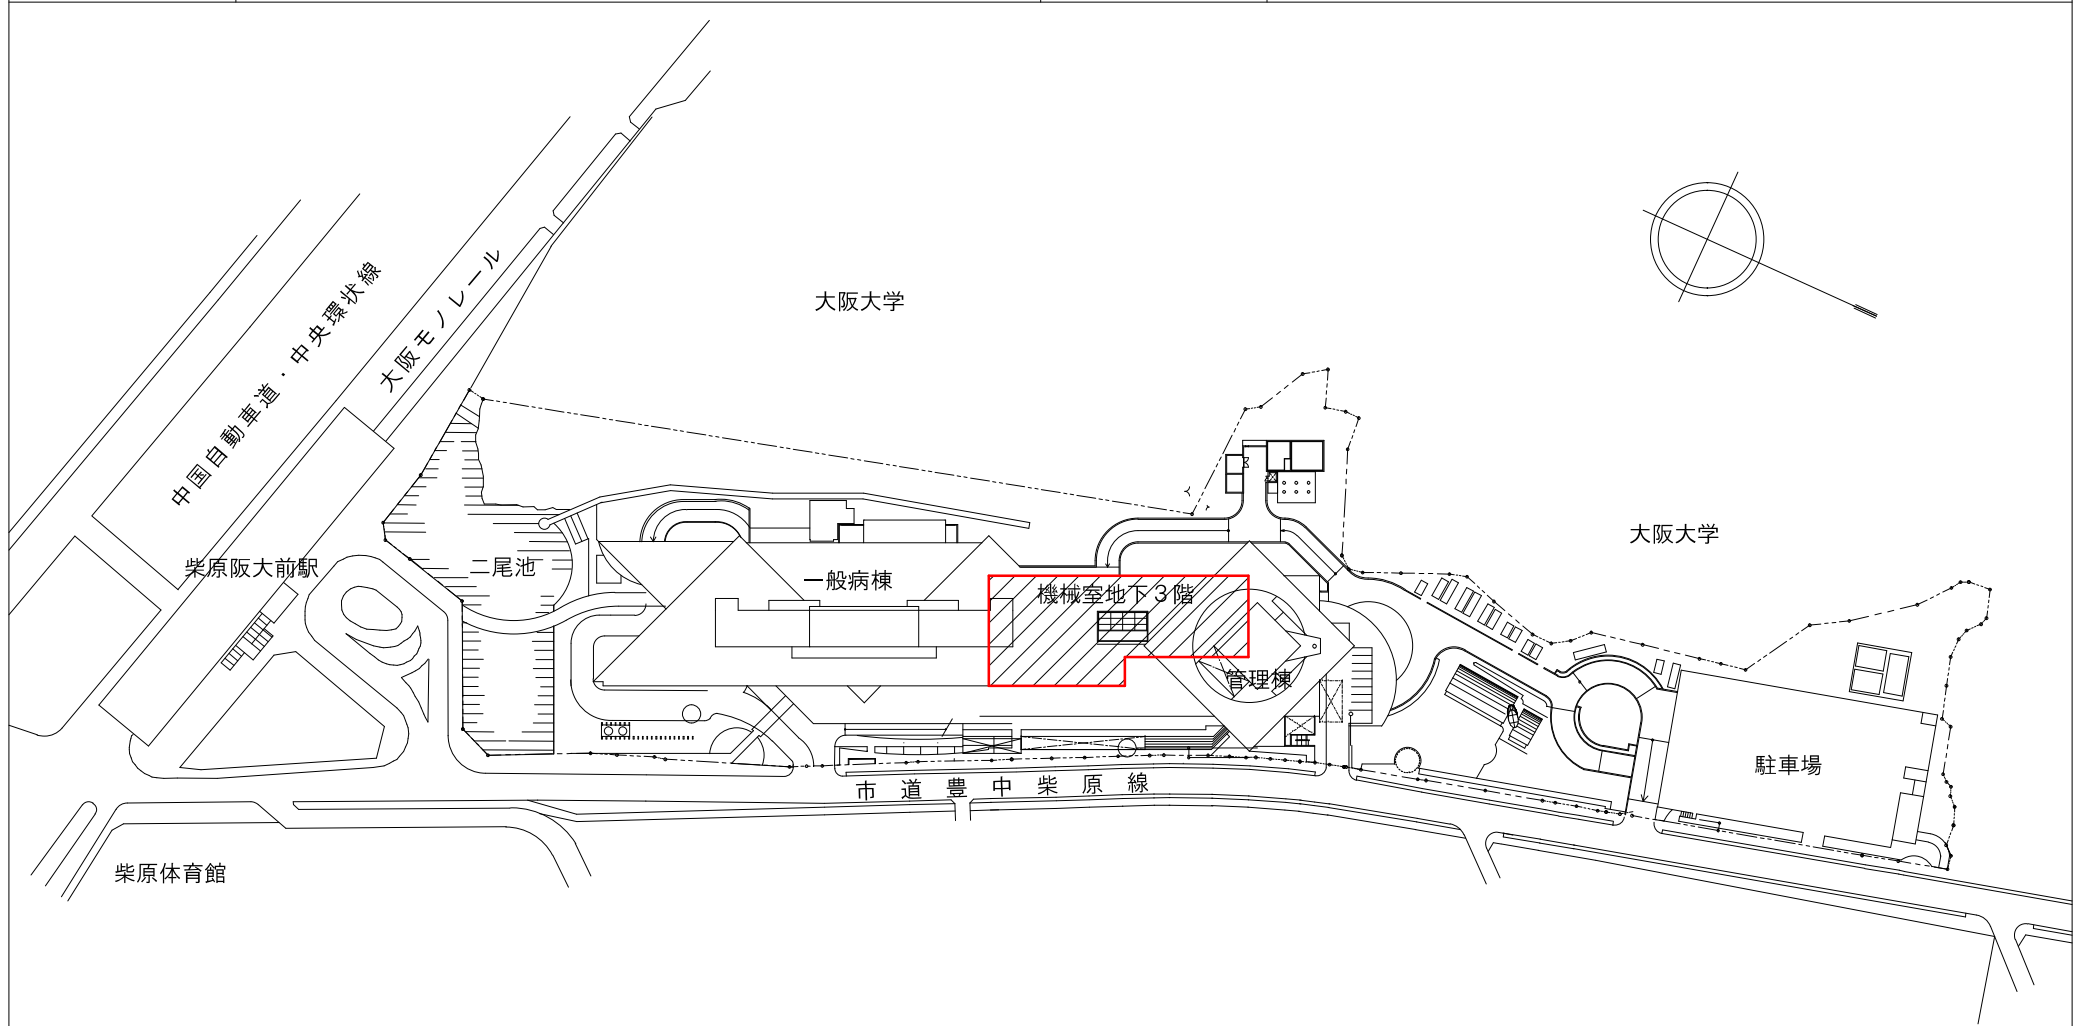 中国自動車道・中央環状線
大阪モノレール
大阪大学
大阪大学
柴原阪大前駅
二尾池
一般病棟
機械室地下３階
管理棟
駐車場
市道豊中柴原線
柴原体育館